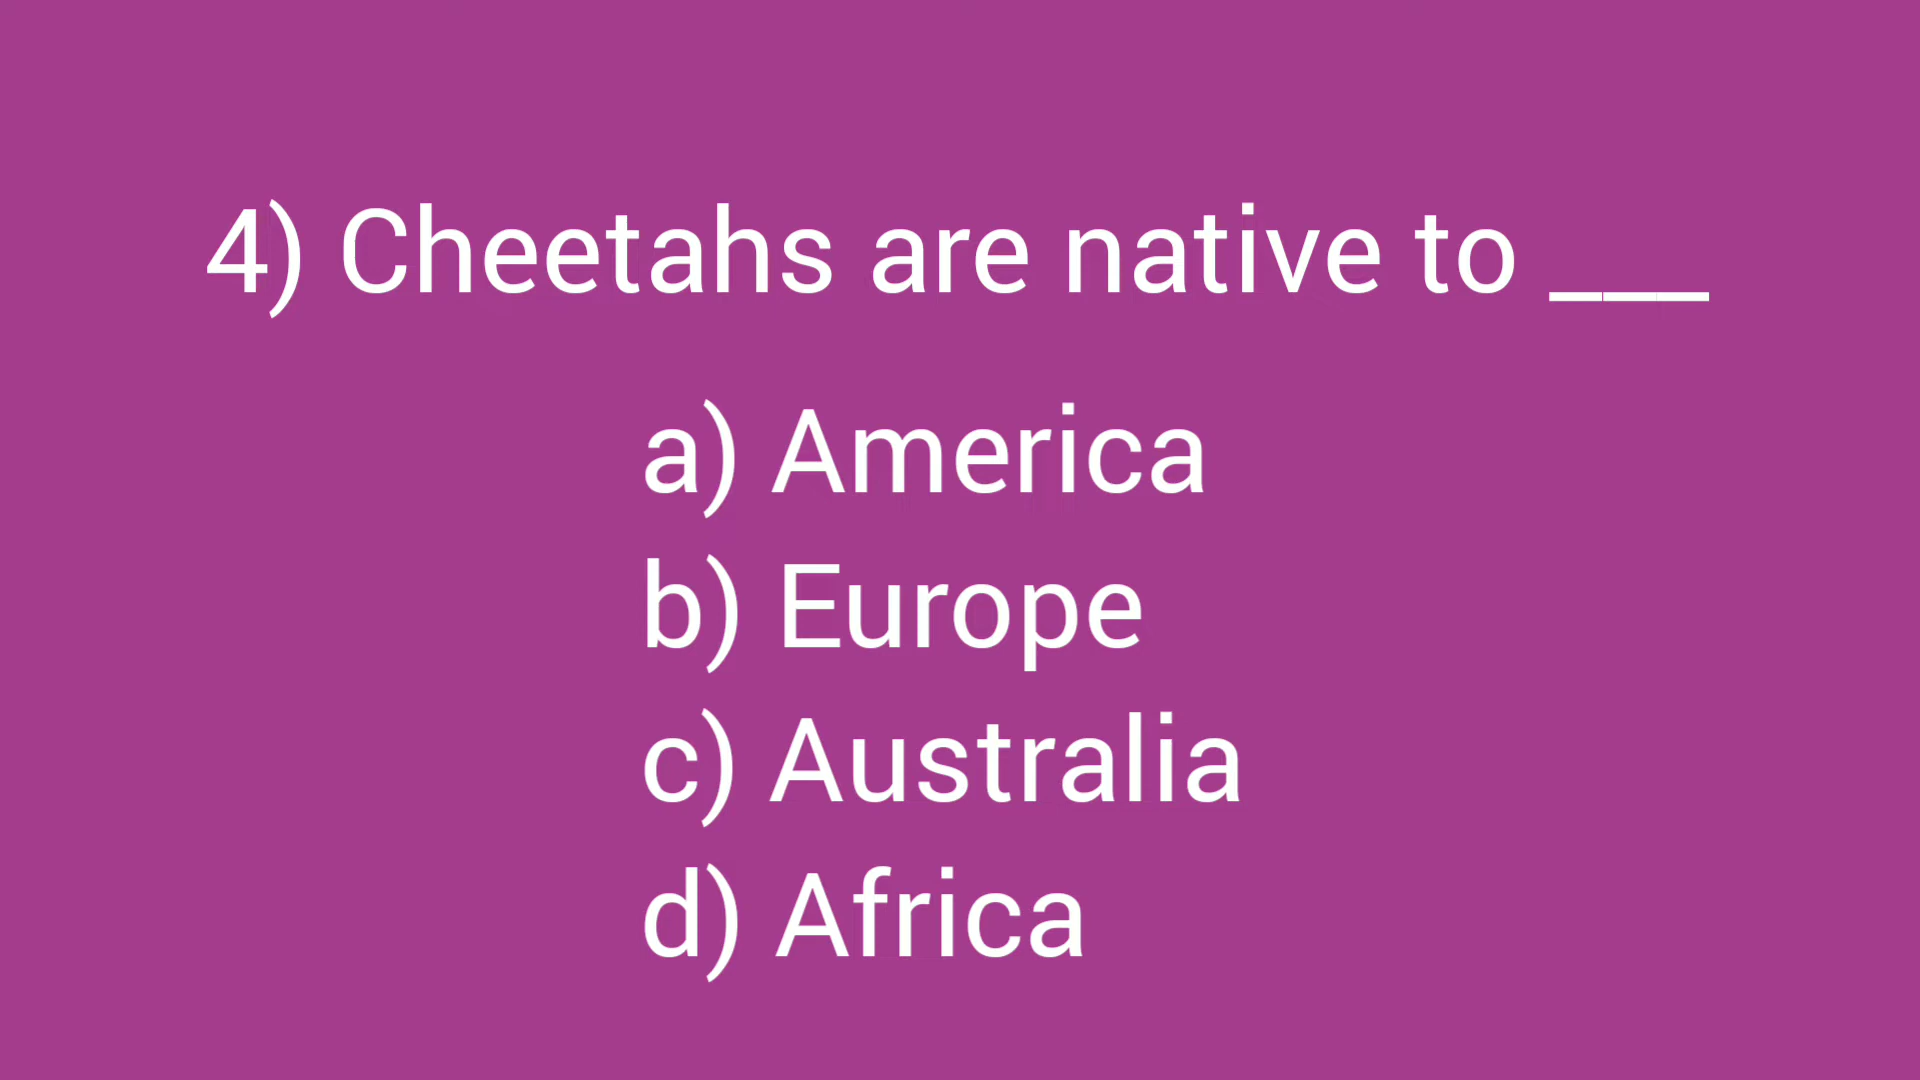 4) Cheetahs are native to ___
a) America
b) Europe
c) Australia
d) Africa